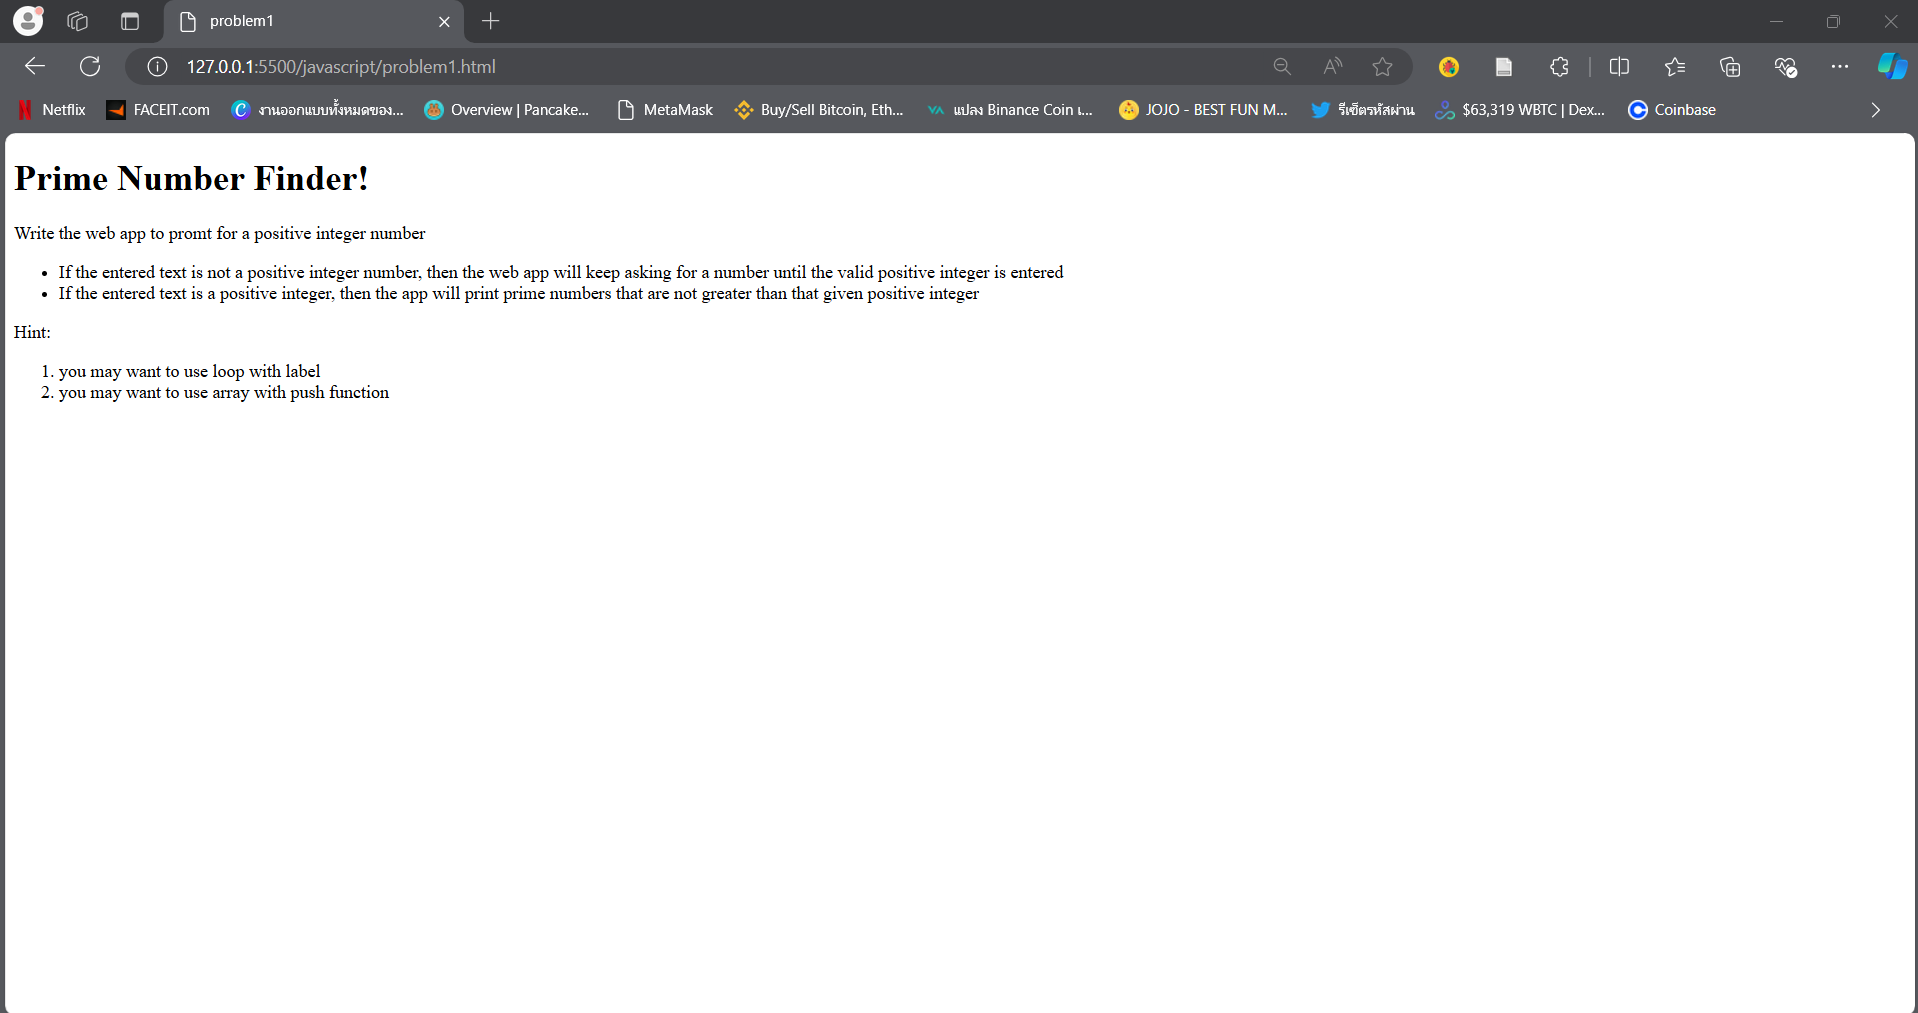 problem1
127.0.0.1:5500/javascript/problem1.html
Netflix FACEIT.com งานออกแบบทั้งหมดของ... Overview | Pancake... MetaMask Buy/Sell Bitcoin, Eth... แปลง Binance Coin เ... JOJO - BEST FUN M... รีเซ็ตรหัสผ่าน $63,319 WBTC | Dex... Coinbase
Prime Number Finder!
Write the web app to promt for a positive integer number
• If the entered text is not a positive integer number, then the web app will keep asking for a number until the valid positive integer is entered
• If the entered text is a positive integer, then the app will print prime numbers that are not greater than that given positive integer
Hint:
1. you may want to use loop with label
2. you may want to use array with push function